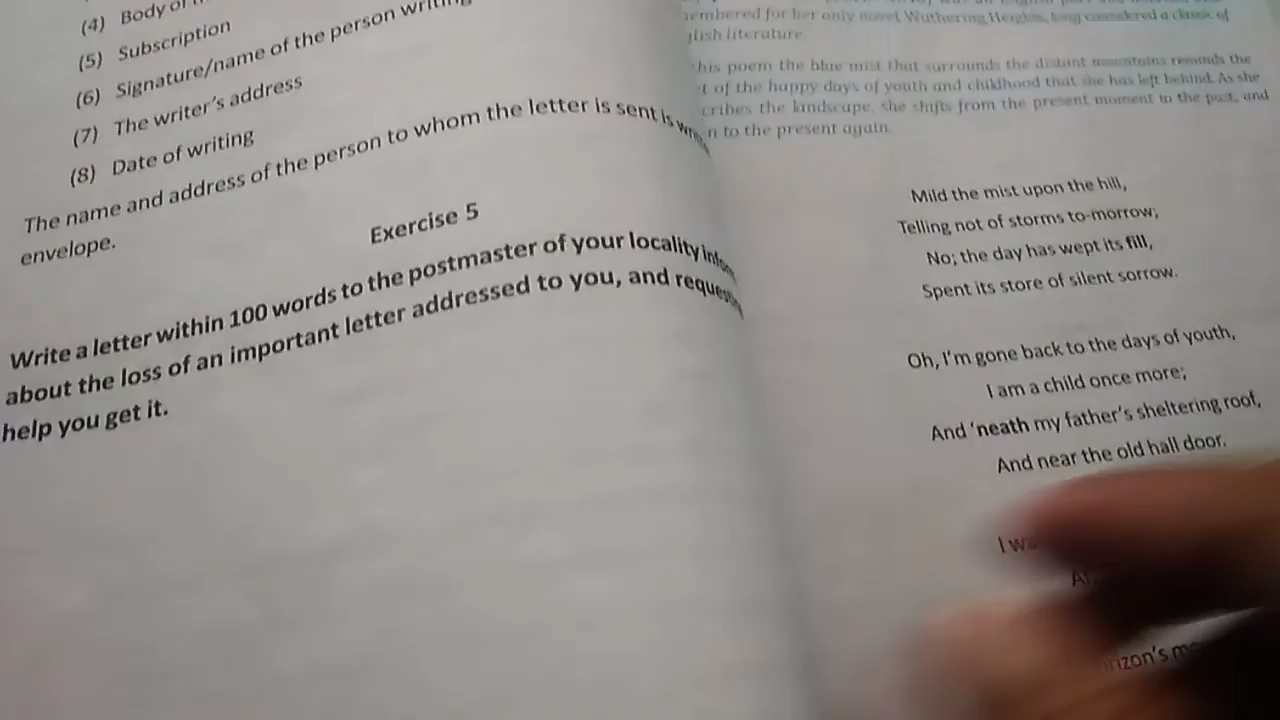 (4) Body of
(5) Subscription
(6) Signature/name of the person writing
(7) The writer's address
(8) Date of writing
The name and address of the person to whom the letter is sent is
envelope.
Exercise 5
Write a letter within 100 words to the postmaster of your locality
about the loss of an important letter addressed to you, and
help you get it.
embered for her only novel Wuthering Heights, long considered a classic of
glish literature.
his poem the blue mist that surrounds the distant mountains reminds the
t of the happy days of youth and childhood that she has left behind. As she
cribes the landscape, she shifts from the present moment to the past, and
n to the present again.
Mild the mist upon the hill,
Telling not of storms to-morrow;
No; the day has wept its fill,
Spent its store of silent sorrow.
Oh, I'm gone back to the days of youth,
I am a child once more;
And 'neath my father's sheltering roof,
And near the old hall door.
I